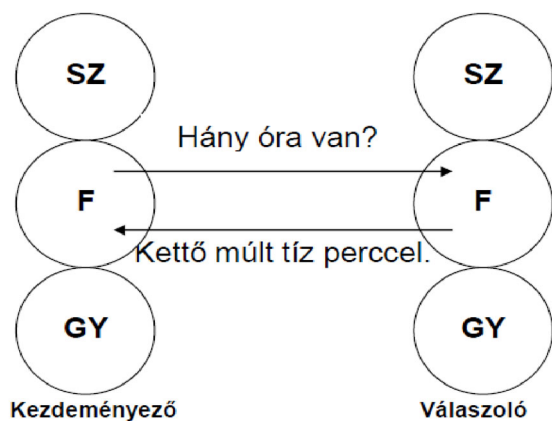 SZ
SZ
Hány óra van?
F
F
Kettő múlt tíz perccel.
GY
GY
Kezdeményező
Válaszoló